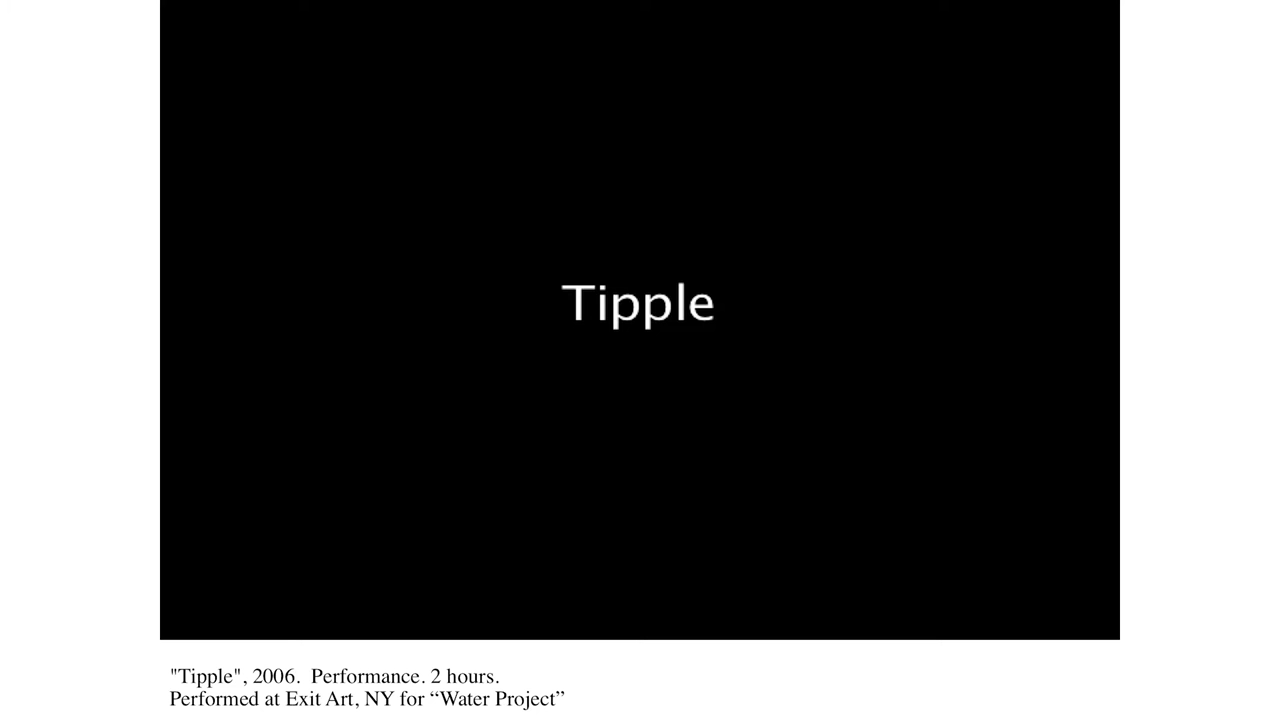 Tipple
"Tipple", 2006.  Performance. 2 hours.
Performed at Exit Art, NY for “Water Project”